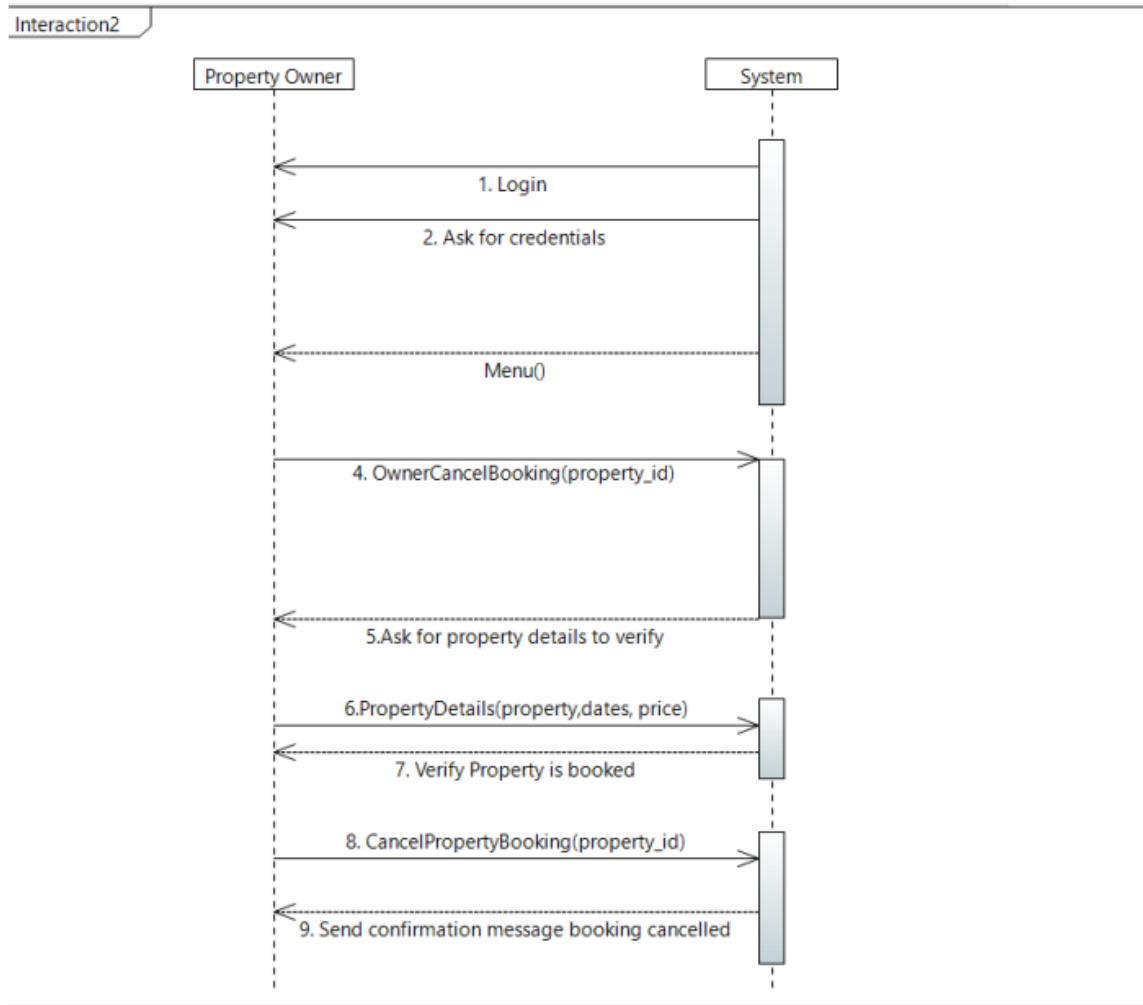 Interaction2
Property Owner
System
1. Login
2. Ask for credentials
Menu()
4. OwnerCancelBooking(property_id)
5.Ask for property details to verify
6.PropertyDetails(property,dates, price)
7. Verify Property is booked
8. CancelPropertyBooking(property_id)
9. Send confirmation message booking cancelled